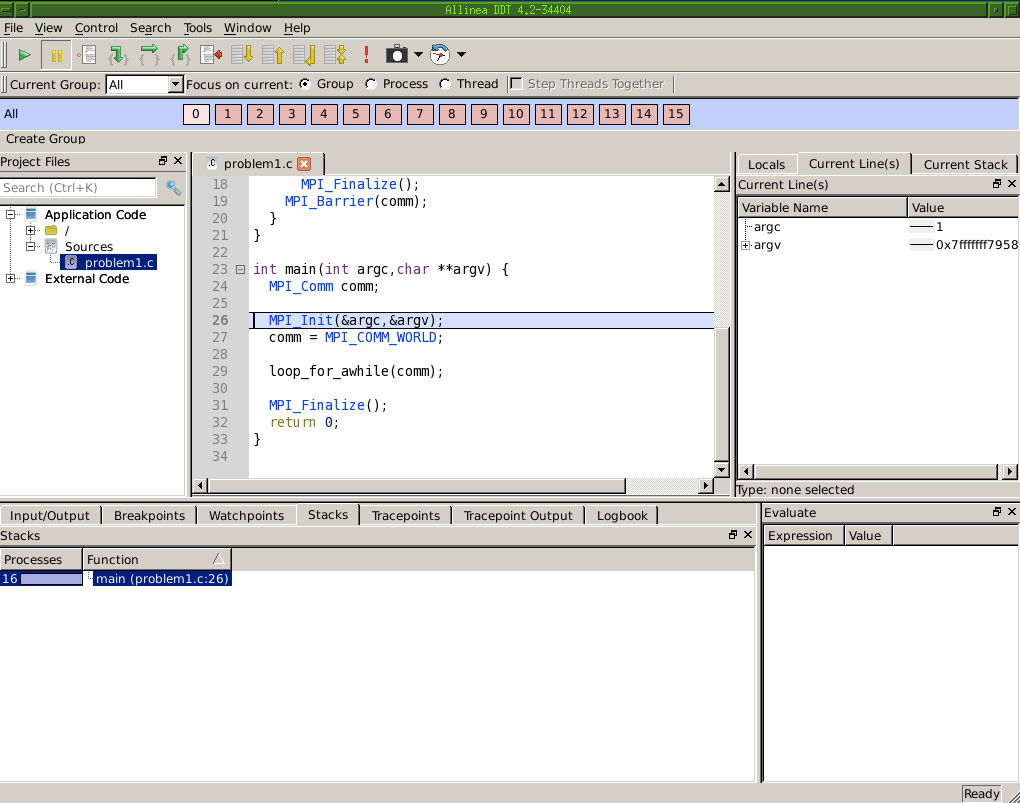 Allinea DDT 4.2-34404
File View Control Search Tools Window Help
Current Group: All Focus on current: Group Process Thread Step Threads Together
All 0 1 2 3 4 5 6 7 8 9 10 11 12 13 14 15
Create Group
Project Files
Search (Ctrl+K)
Application Code
/
Sources
problem1.c
External Code
problem1.c
18 MPI_Finalize();
19 MPI_Barrier(comm);
20 }
21 }
22
23 int main(int argc,char **argv) {
24 MPI_Comm comm;
25
26 MPI_Init(&argc,&argv);
27 comm = MPI_COMM_WORLD;
28
29 loop_for_awhile(comm);
30
31 MPI_Finalize();
32 return 0;
33 }
34
Locals Current Line(s) Current Stack
Current Line(s)
Variable Name Value
argc 1
argv 0x7fffffff7958
Type: none selected
Input/Output Breakpoints Watchpoints Stacks Tracepoints Tracepoint Output Logbook
Stacks
Processes Function
16 main (problem1.c:26)
Evaluate
Expression Value
Ready